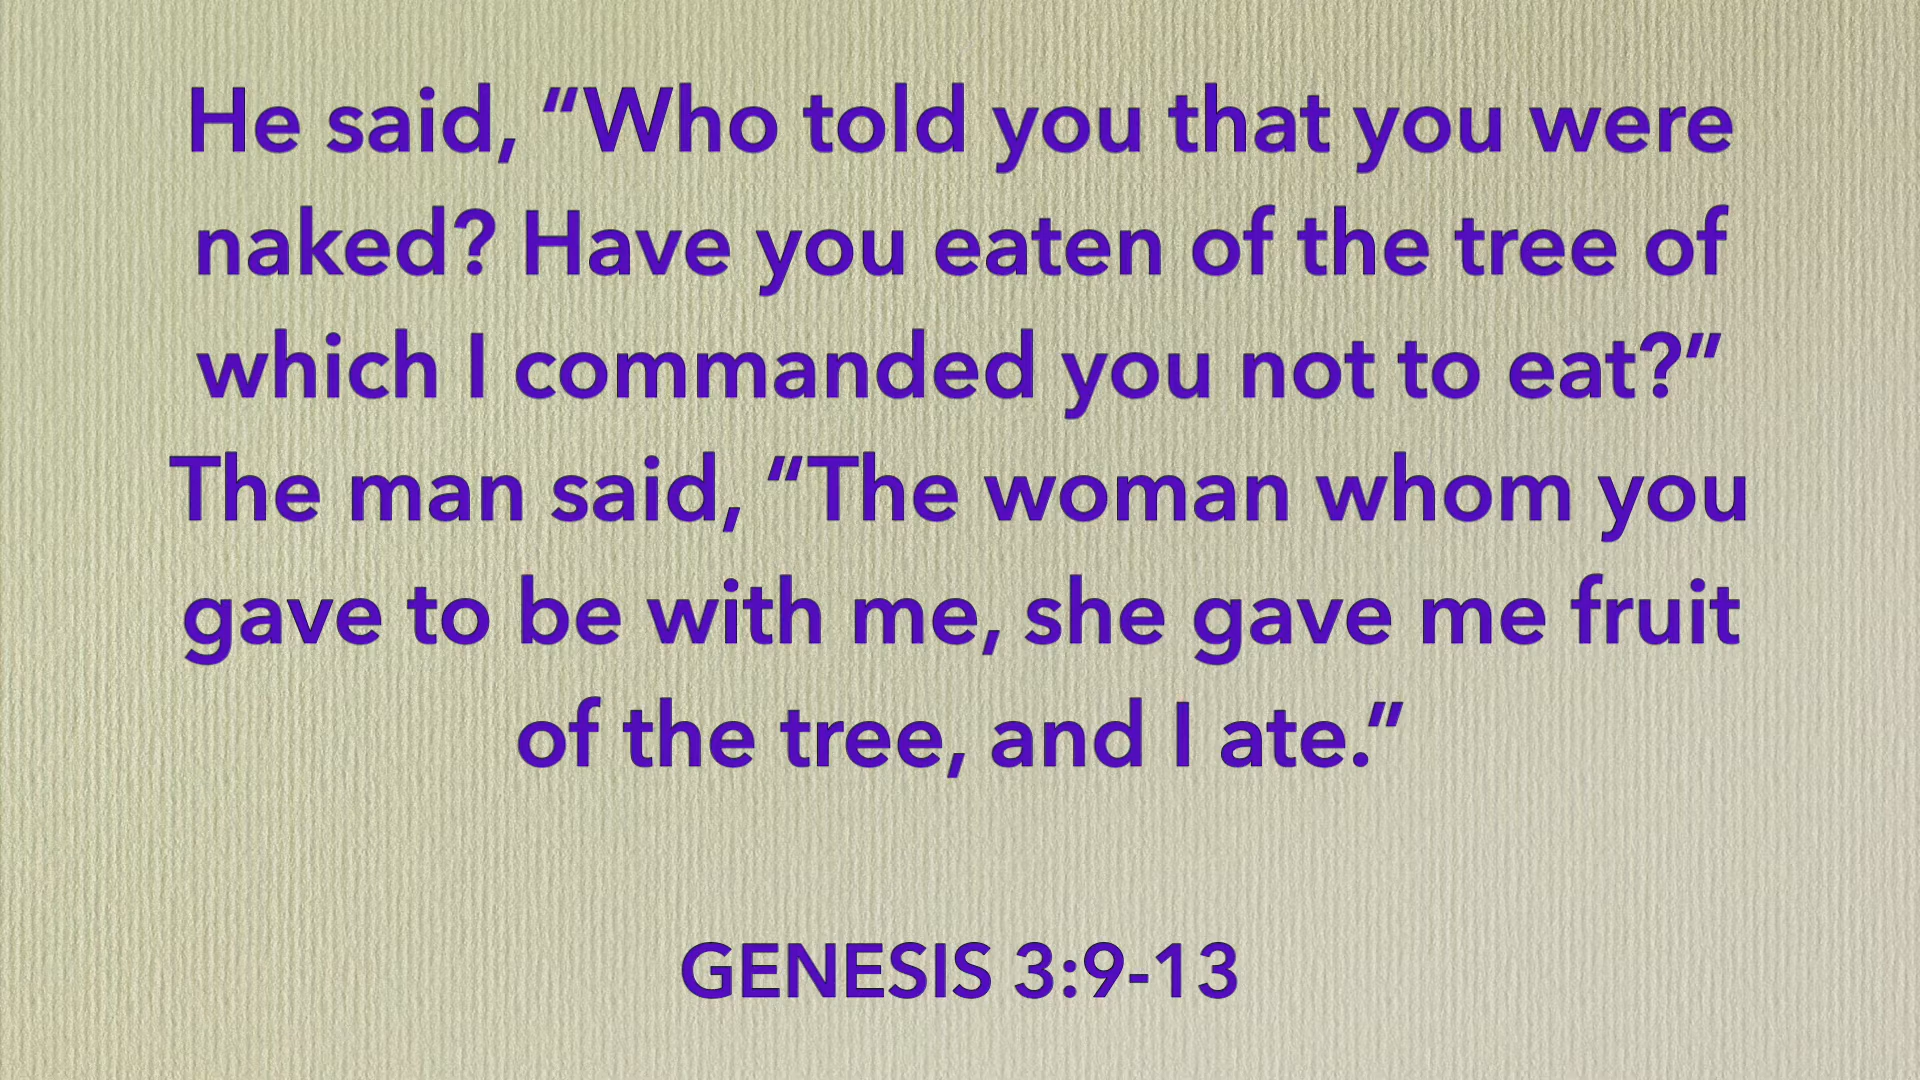 He said, “Who told you that you were
naked? Have you eaten of the tree of
which I commanded you not to eat?”
The man said, “The woman whom you
gave to be with me, she gave me fruit
of the tree, and I ate.”
GENESIS 3:9-13